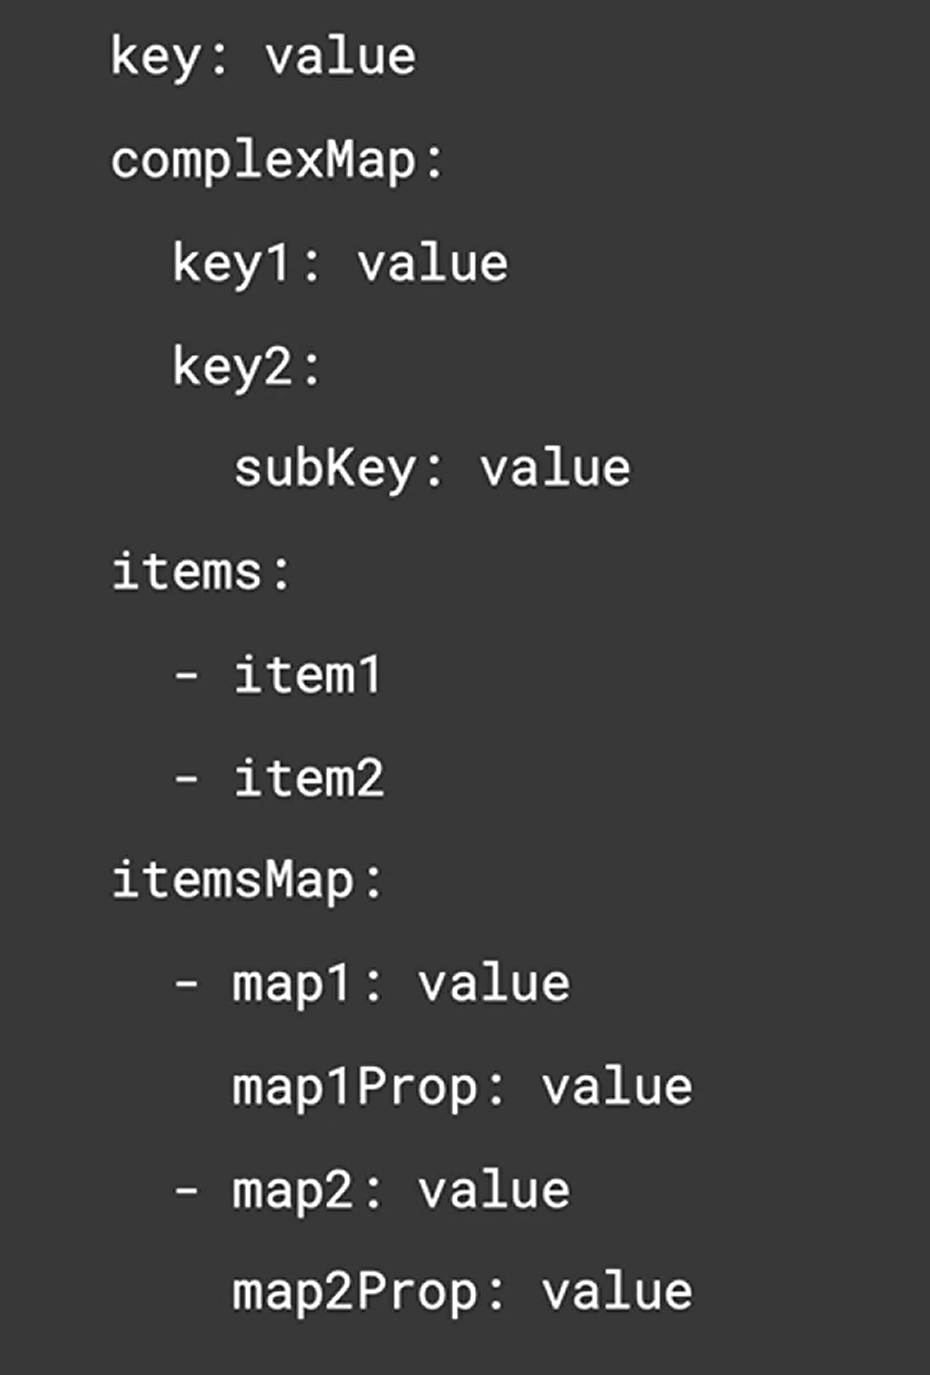 key: value
complexMap:
  key1: value
  key2:
    subKey: value
items:
  - item1
  - item2
itemsMap:
  - map1: value
    map1Prop: value
  - map2: value
    map2Prop: value